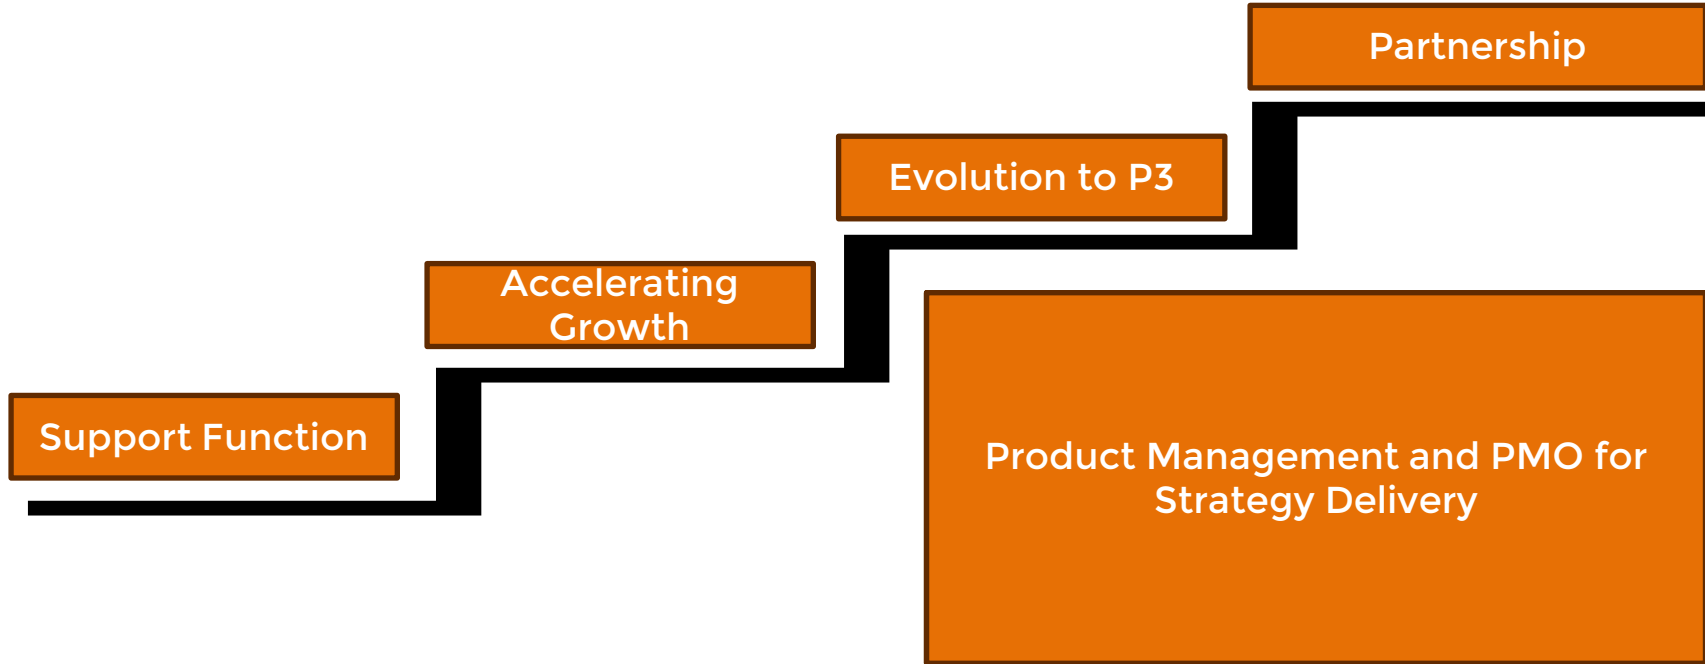 Partnership
Evolution to P3
Accelerating
Growth
Support Function
Product Management and PMO for
Strategy Delivery